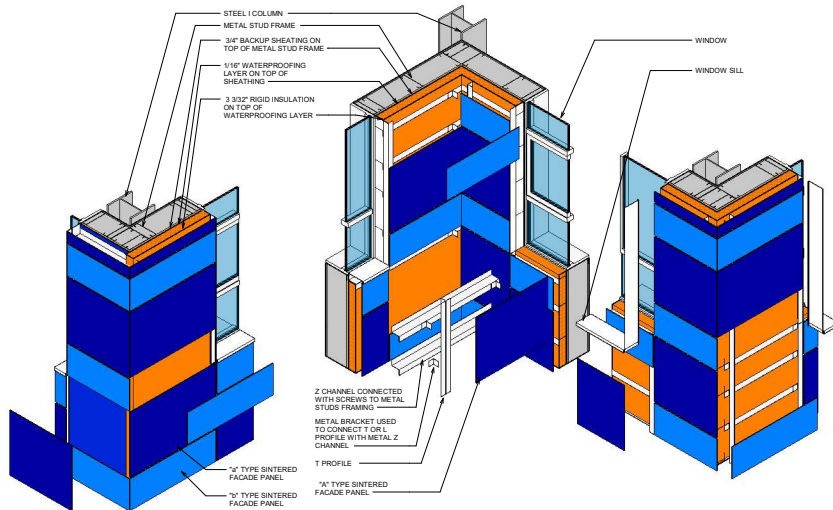 STEEL I COLUMN
METAL STUD FRAME
3/4" BACKUP SHEATING ON
TOP OF METAL STUD FRAME
1/16" WATERPROOFING
LAYER ON TOP OF
SHEATHING
3 3/32" RIGID INSULATION
ON TOP OF
WATERPROOFING LAYER
WINDOW
WINDOW SILL
Z CHANNEL CONNECTED
WITH SCREWS TO METAL
STUDS FRAMING
METAL BRACKET USED
TO CONNECT T OR L
PROFILE WITH METAL Z
CHANNEL
T PROFILE
"A" TYPE SINTERED
FACADE PANEL
"a" TYPE SINTERED
FACADE PANEL
"b" TYPE SINTERED
FACADE PANEL